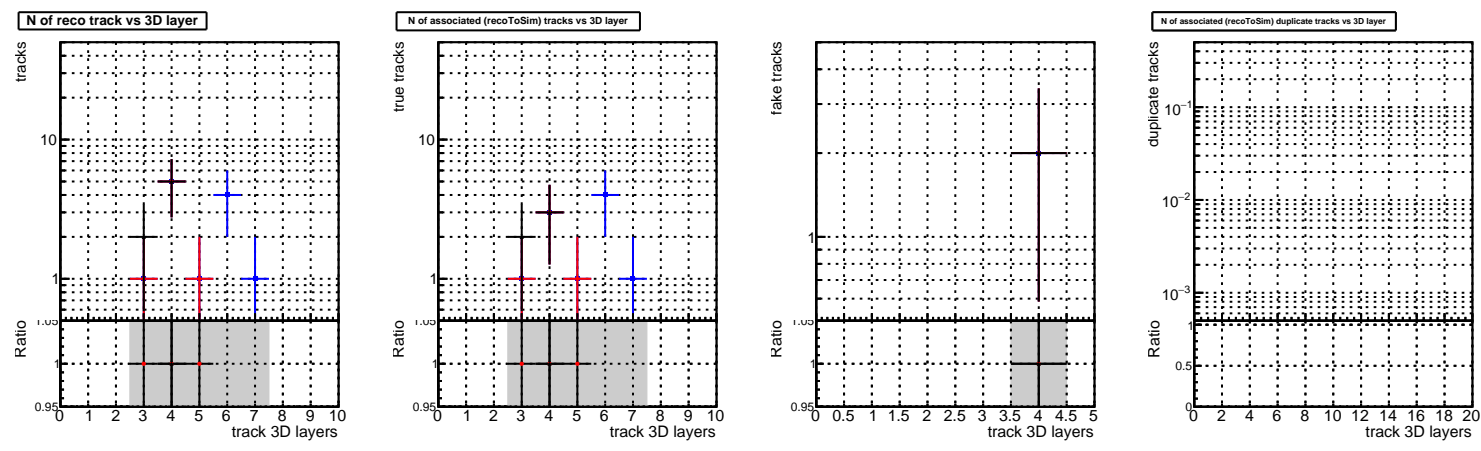 N of reco track vs 3D layer
tracks
10
1
Ratio
1.05
1
0.95
0 1 2 3 4 5 6 7 8 9 10
track 3D layers
N of associated (recoToSim) tracks vs 3D layer
true tracks
10
1
Ratio
1.05
1
0.95
0 1 2 3 4 5 6 7 8 9 10
track 3D layers
fake tracks
1
Ratio
1.05
1
0.95
0 0.5 1 1.5 2 2.5 3 3.5 4 4.5 5
track 3D layers
N of associated (recoToSim) duplicate tracks vs 3D layer
duplicate tracks
10⁻¹
10⁻²
10⁻³
Ratio
1
0.5
0
0 2 4 6 8 10 12 14 16 18 20
track 3D layers